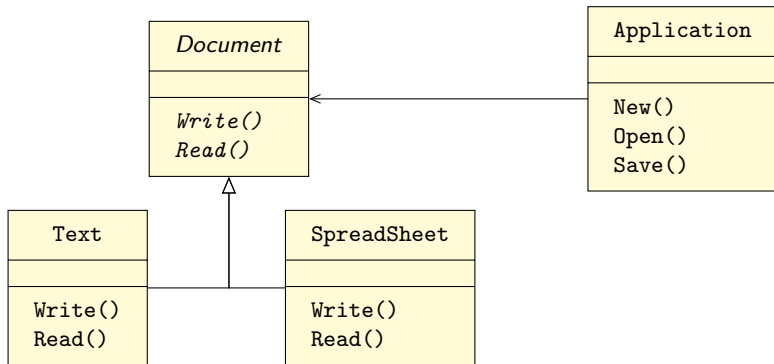 Document
Write()
Read()
Application
New()
Open()
Save()
Text
Write()
Read()
SpreadSheet
Write()
Read()